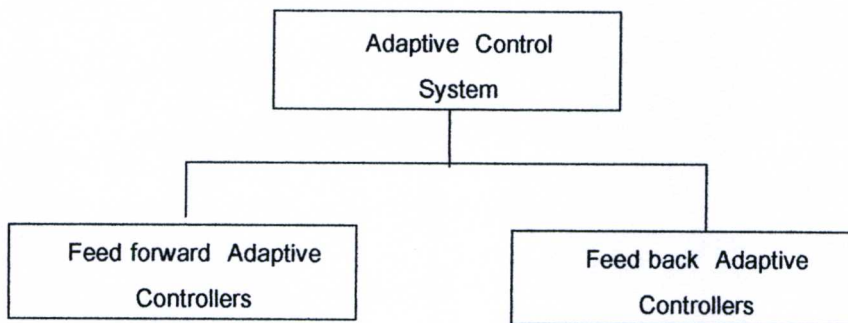 Adaptive Control
System
Feed forward Adaptive
Controllers
Feed back Adaptive
Controllers